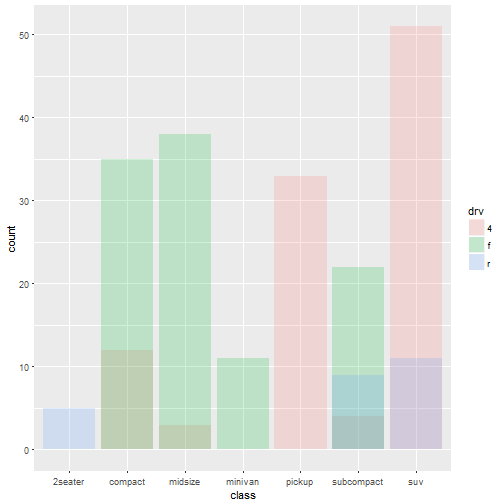 50
40
30
20
10
0
count
2seater compact midsize minivan pickup subcompact suv
class
drv
4
f
r